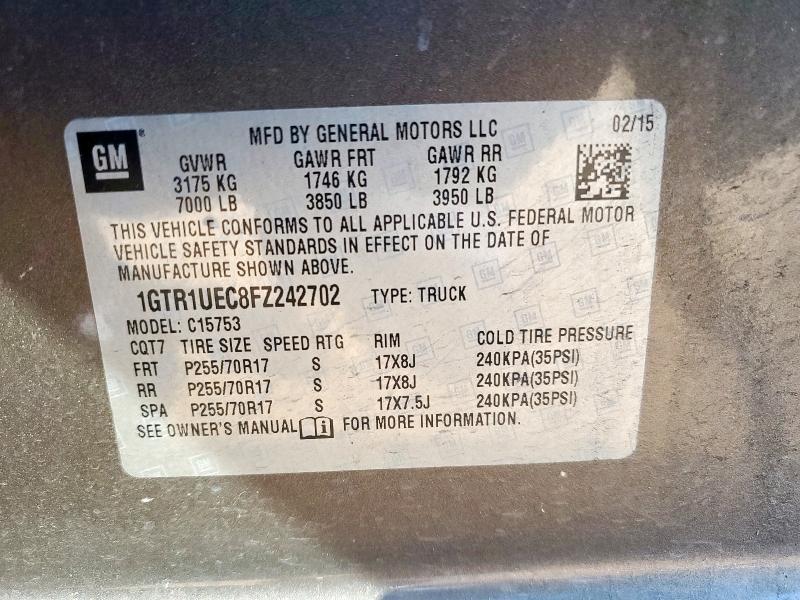 GM ® MFD BY GENERAL MOTORS LLC 02/15
GVWR GAWR FRT GAWR RR
3175 KG 1746 KG 1792 KG
7000 LB 3850 LB 3950 LB
THIS VEHICLE CONFORMS TO ALL APPLICABLE U.S. FEDERAL MOTOR
VEHICLE SAFETY STANDARDS IN EFFECT ON THE DATE OF
MANUFACTURE SHOWN ABOVE.
1GTR1UEC8FZ242702 TYPE: TRUCK
MODEL: C15753
CQT7 TIRE SIZE SPEED RTG RIM COLD TIRE PRESSURE
FRT P255/70R17 S 17X8J 240KPA(35PSI)
RR P255/70R17 S 17X8J 240KPA(35PSI)
SPA P255/70R17 S 17X7.5J 240KPA(35PSI)
SEE OWNER'S MANUAL i FOR MORE INFORMATION.